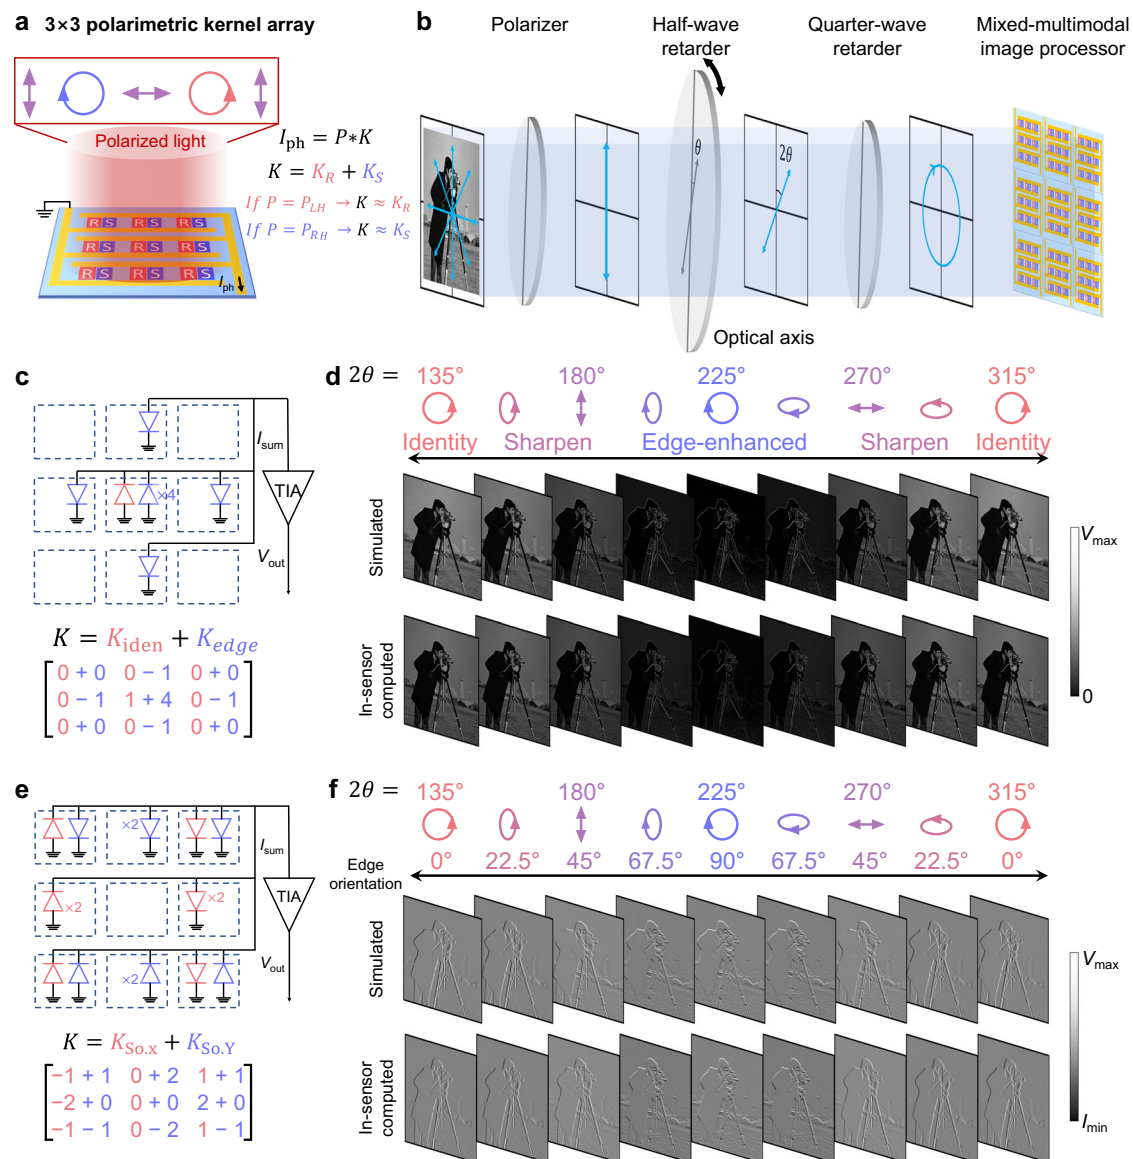 a 3×3 polarimetric kernel array
Polarized light
I_ph = P*K
K = K_R + K_S
If P = P_LH → K ≈ K_R
If P = P_RH → K ≈ K_S
R S R S R S
R S R S R S
R S R S R S
I_ph
b
Polarizer
Half-wave retarder
Quarter-wave retarder
Mixed-multimodal image processor
θ
2θ
Optical axis
c
I_sum
×4
TIA
V_out
K = K_iden + K_edge
0 + 0 0 − 1 0 + 0
0 − 1 1 + 4 0 − 1
0 + 0 0 − 1 0 + 0
d 2θ = 135° 180° 225° 270° 315°
Identity Sharpen Edge-enhanced Sharpen Identity
Simulated
In-sensor computed
V_max
0
e
×2
I_sum
×2 ×2
TIA
×2
V_out
K = K_So.x + K_So.Y
−1 + 1 0 + 2 1 + 1
−2 + 0 0 + 0 2 + 0
−1 − 1 0 − 2 1 − 1
f 2θ = 135° 180° 225° 270° 315°
Edge orientation
0° 22.5° 45° 67.5° 90° 67.5° 45° 22.5° 0°
Simulated
In-sensor computed
V_max
I_min